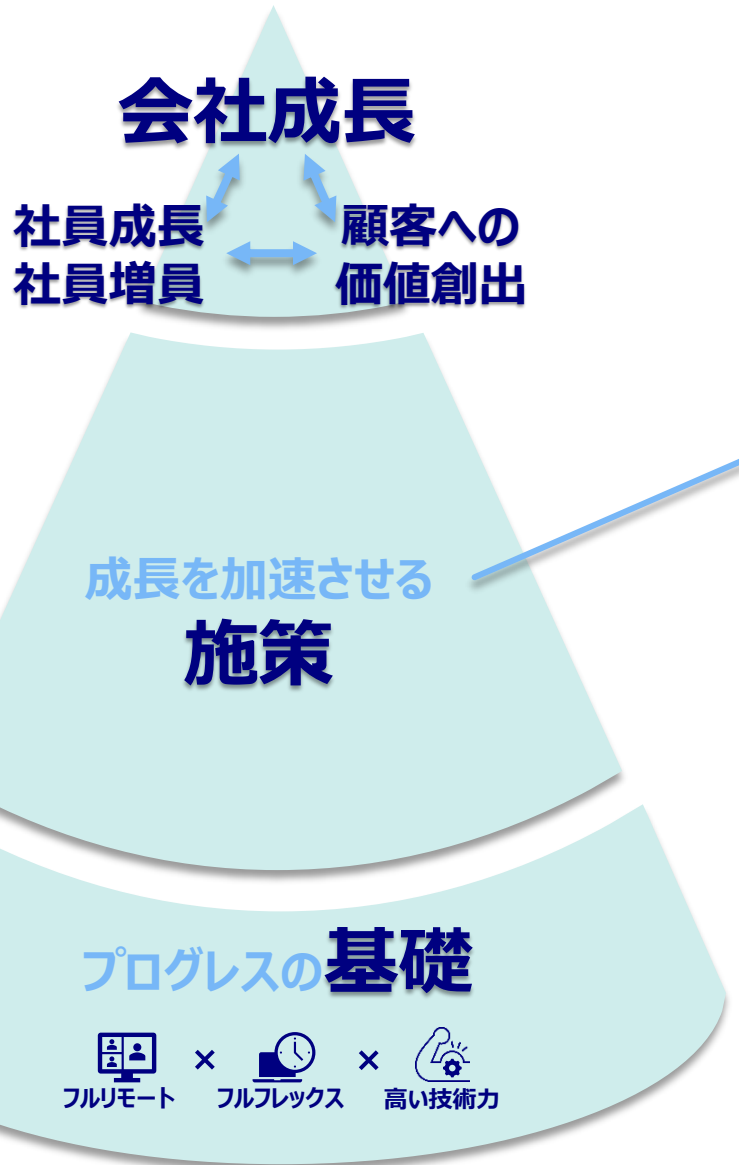 会社成長
社員成長
社員増員
顧客への
価値創出
成長を加速させる
施策
プログレスの基礎
フルリモート × フルフレックス × 高い技術力